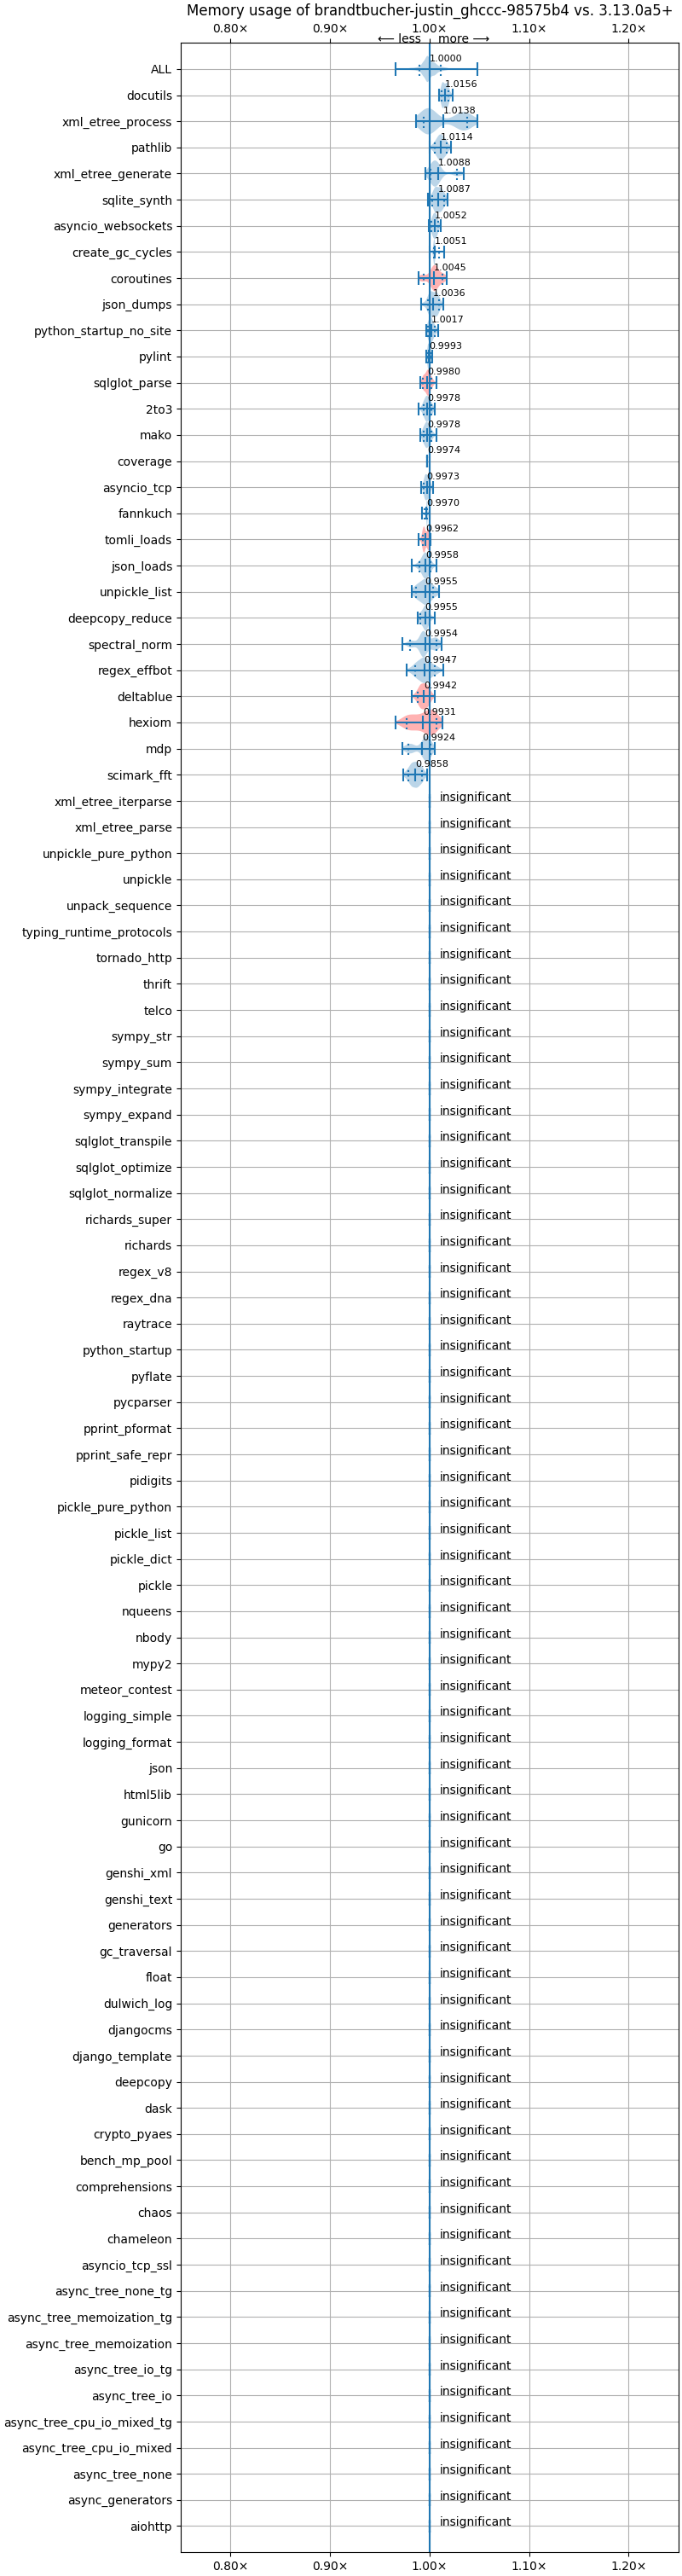 Memory usage of brandtbucher-justin_ghccc-98575b4 vs. 3.13.0a5+
0.80× 0.90× 1.00× 1.10× 1.20×
⟵ less more ⟶
ALL 1.0000
docutils 1.0156
xml_etree_process 1.0138
pathlib 1.0114
xml_etree_generate 1.0088
sqlite_synth 1.0087
asyncio_websockets 1.0052
create_gc_cycles 1.0051
coroutines 1.0045
json_dumps 1.0036
python_startup_no_site 1.0017
pylint 0.9993
sqlglot_parse 0.9980
2to3 0.9978
mako 0.9978
coverage 0.9974
asyncio_tcp 0.9973
fannkuch 0.9970
tomli_loads 0.9962
json_loads 0.9958
unpickle_list 0.9955
deepcopy_reduce 0.9955
spectral_norm 0.9954
regex_effbot 0.9947
deltablue 0.9942
hexiom 0.9931
mdp 0.9924
scimark_fft 0.9858
xml_etree_iterparse insignificant
xml_etree_parse insignificant
unpickle_pure_python insignificant
unpickle insignificant
unpack_sequence insignificant
typing_runtime_protocols insignificant
tornado_http insignificant
thrift insignificant
telco insignificant
sympy_str insignificant
sympy_sum insignificant
sympy_integrate insignificant
sympy_expand insignificant
sqlglot_transpile insignificant
sqlglot_optimize insignificant
sqlglot_normalize insignificant
richards_super insignificant
richards insignificant
regex_v8 insignificant
regex_dna insignificant
raytrace insignificant
python_startup insignificant
pyflate insignificant
pycparser insignificant
pprint_pformat insignificant
pprint_safe_repr insignificant
pidigits insignificant
pickle_pure_python insignificant
pickle_list insignificant
pickle_dict insignificant
pickle insignificant
nqueens insignificant
nbody insignificant
mypy2 insignificant
meteor_contest insignificant
logging_simple insignificant
logging_format insignificant
json insignificant
html5lib insignificant
gunicorn insignificant
go insignificant
genshi_xml insignificant
genshi_text insignificant
generators insignificant
gc_traversal insignificant
float insignificant
dulwich_log insignificant
djangocms insignificant
django_template insignificant
deepcopy insignificant
dask insignificant
crypto_pyaes insignificant
bench_mp_pool insignificant
comprehensions insignificant
chaos insignificant
chameleon insignificant
asyncio_tcp_ssl insignificant
async_tree_none_tg insignificant
async_tree_memoization_tg insignificant
async_tree_memoization insignificant
async_tree_io_tg insignificant
async_tree_io insignificant
async_tree_cpu_io_mixed_tg insignificant
async_tree_cpu_io_mixed insignificant
async_tree_none insignificant
async_generators insignificant
aiohttp insignificant
0.80× 0.90× 1.00× 1.10× 1.20×